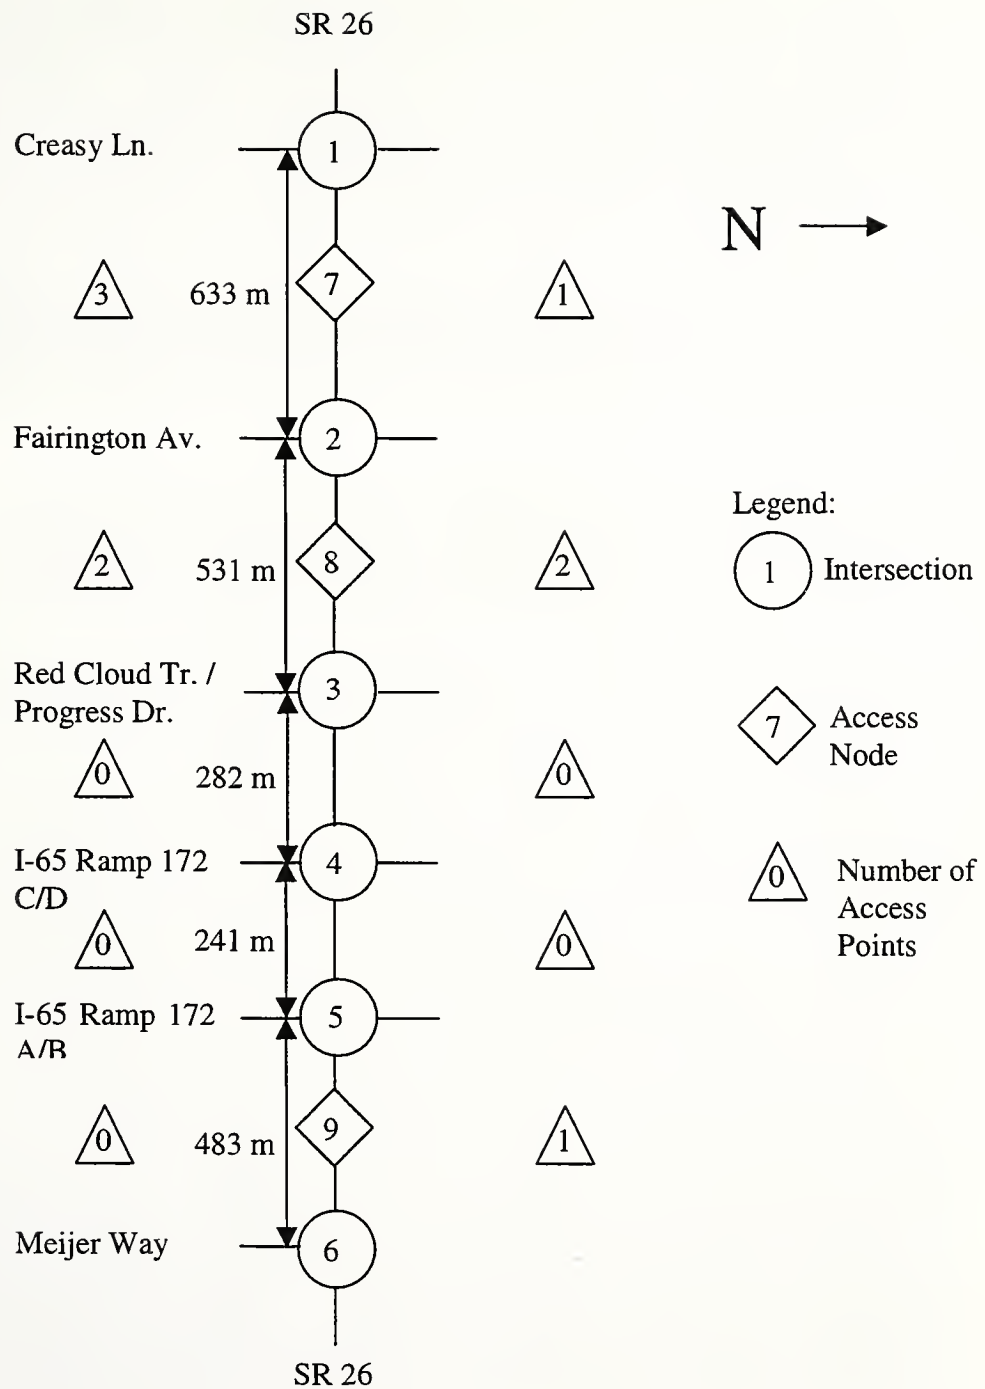 SR 26
Creasy Ln.
1
N
3
633 m
7
1
Fairington Av.
2
Legend:
1
Intersection
2
531 m
8
2
Red Cloud Tr. /
Progress Dr.
3
7
Access
Node
0
282 m
0
I-65 Ramp 172
C/D
4
0
Number of
Access
Points
0
241 m
0
I-65 Ramp 172
A/B
5
0
483 m
9
1
Meijer Way
6
SR 26